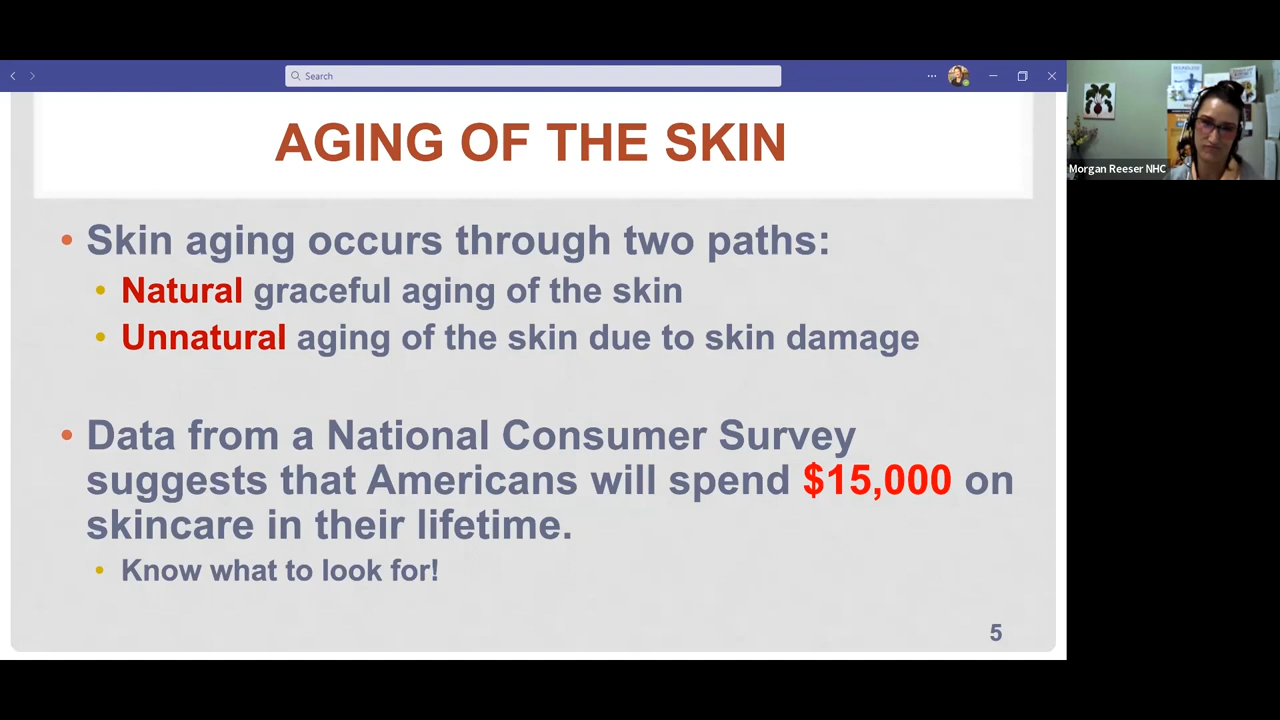 Search
AGING OF THE SKIN
• Skin aging occurs through two paths:
• Natural graceful aging of the skin
• Unnatural aging of the skin due to skin damage
• Data from a National Consumer Survey
suggests that Americans will spend $15,000 on
skincare in their lifetime.
• Know what to look for!
5
Morgan Reeser NHC